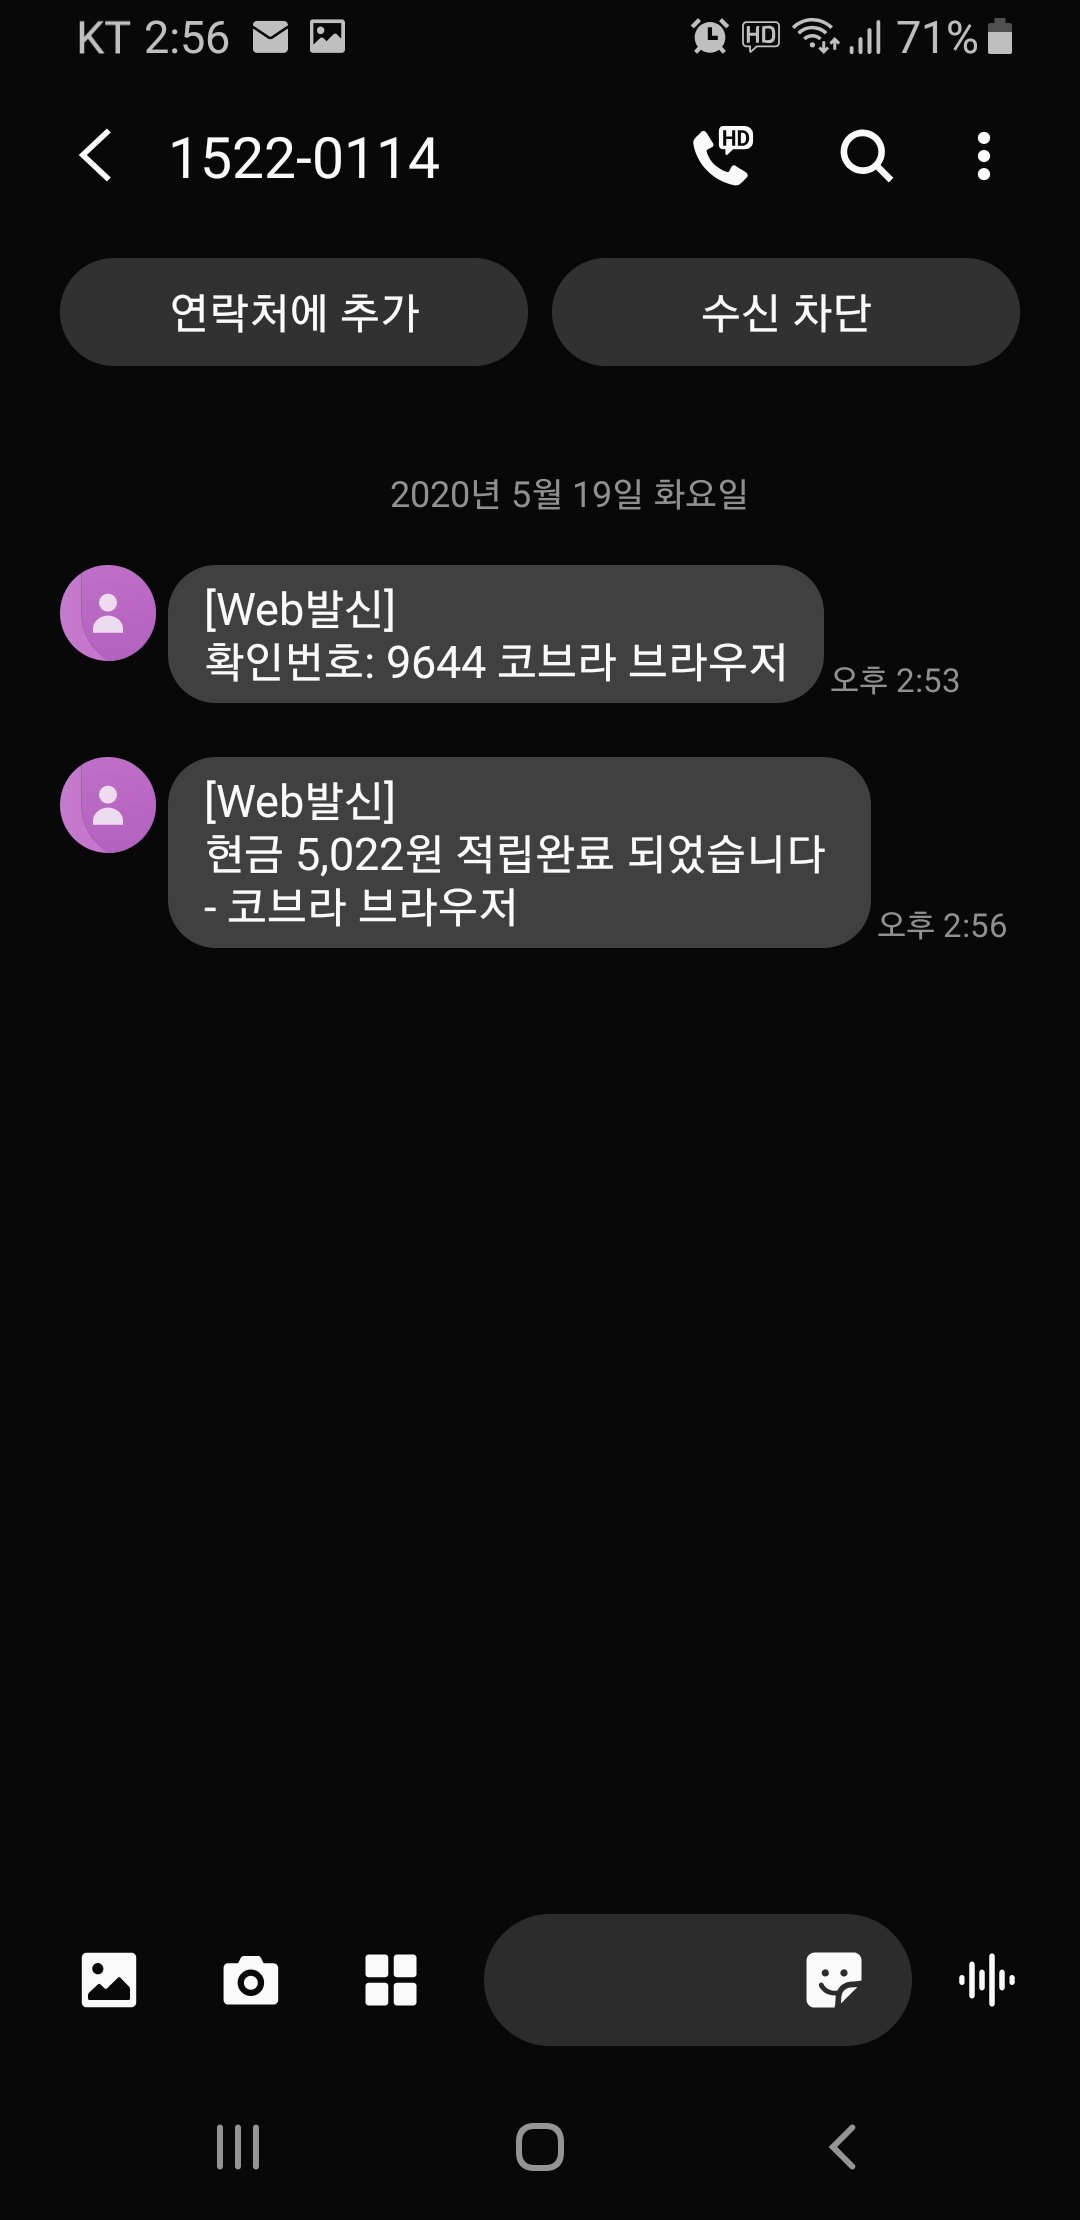 KT 2:56 HD 71%
1522-0114 HD
연락처에 추가 수신 차단
2020년 5월 19일 화요일
[Web발신]
확인번호: 9644 코브라 브라우저
오후 2:53
[Web발신]
현금 5,022원 적립완료 되었습니다
- 코브라 브라우저
오후 2:56